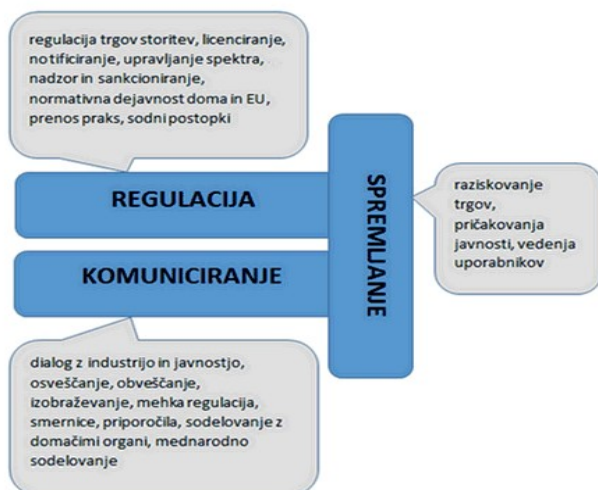 regulacija trgov storitev, licenciranje,
notificiranje, upravljanje spektra,
nadzor in sankcioniranje,
normativna dejavnost doma in EU,
prenos praks, sodni postopki
REGULACIJA
KOMUNICIRANJE
SPREMLJANJE
raziskovanje
trgov,
pričakovanja
javnosti, vedenja
uporabnikov
dialog z industrijo in javnostjo,
osveščanje, obveščanje,
izobraževanje, mehka regulacija,
smernice, priporočila, sodelovanje z
domačimi organi, mednarodno
sodelovanje